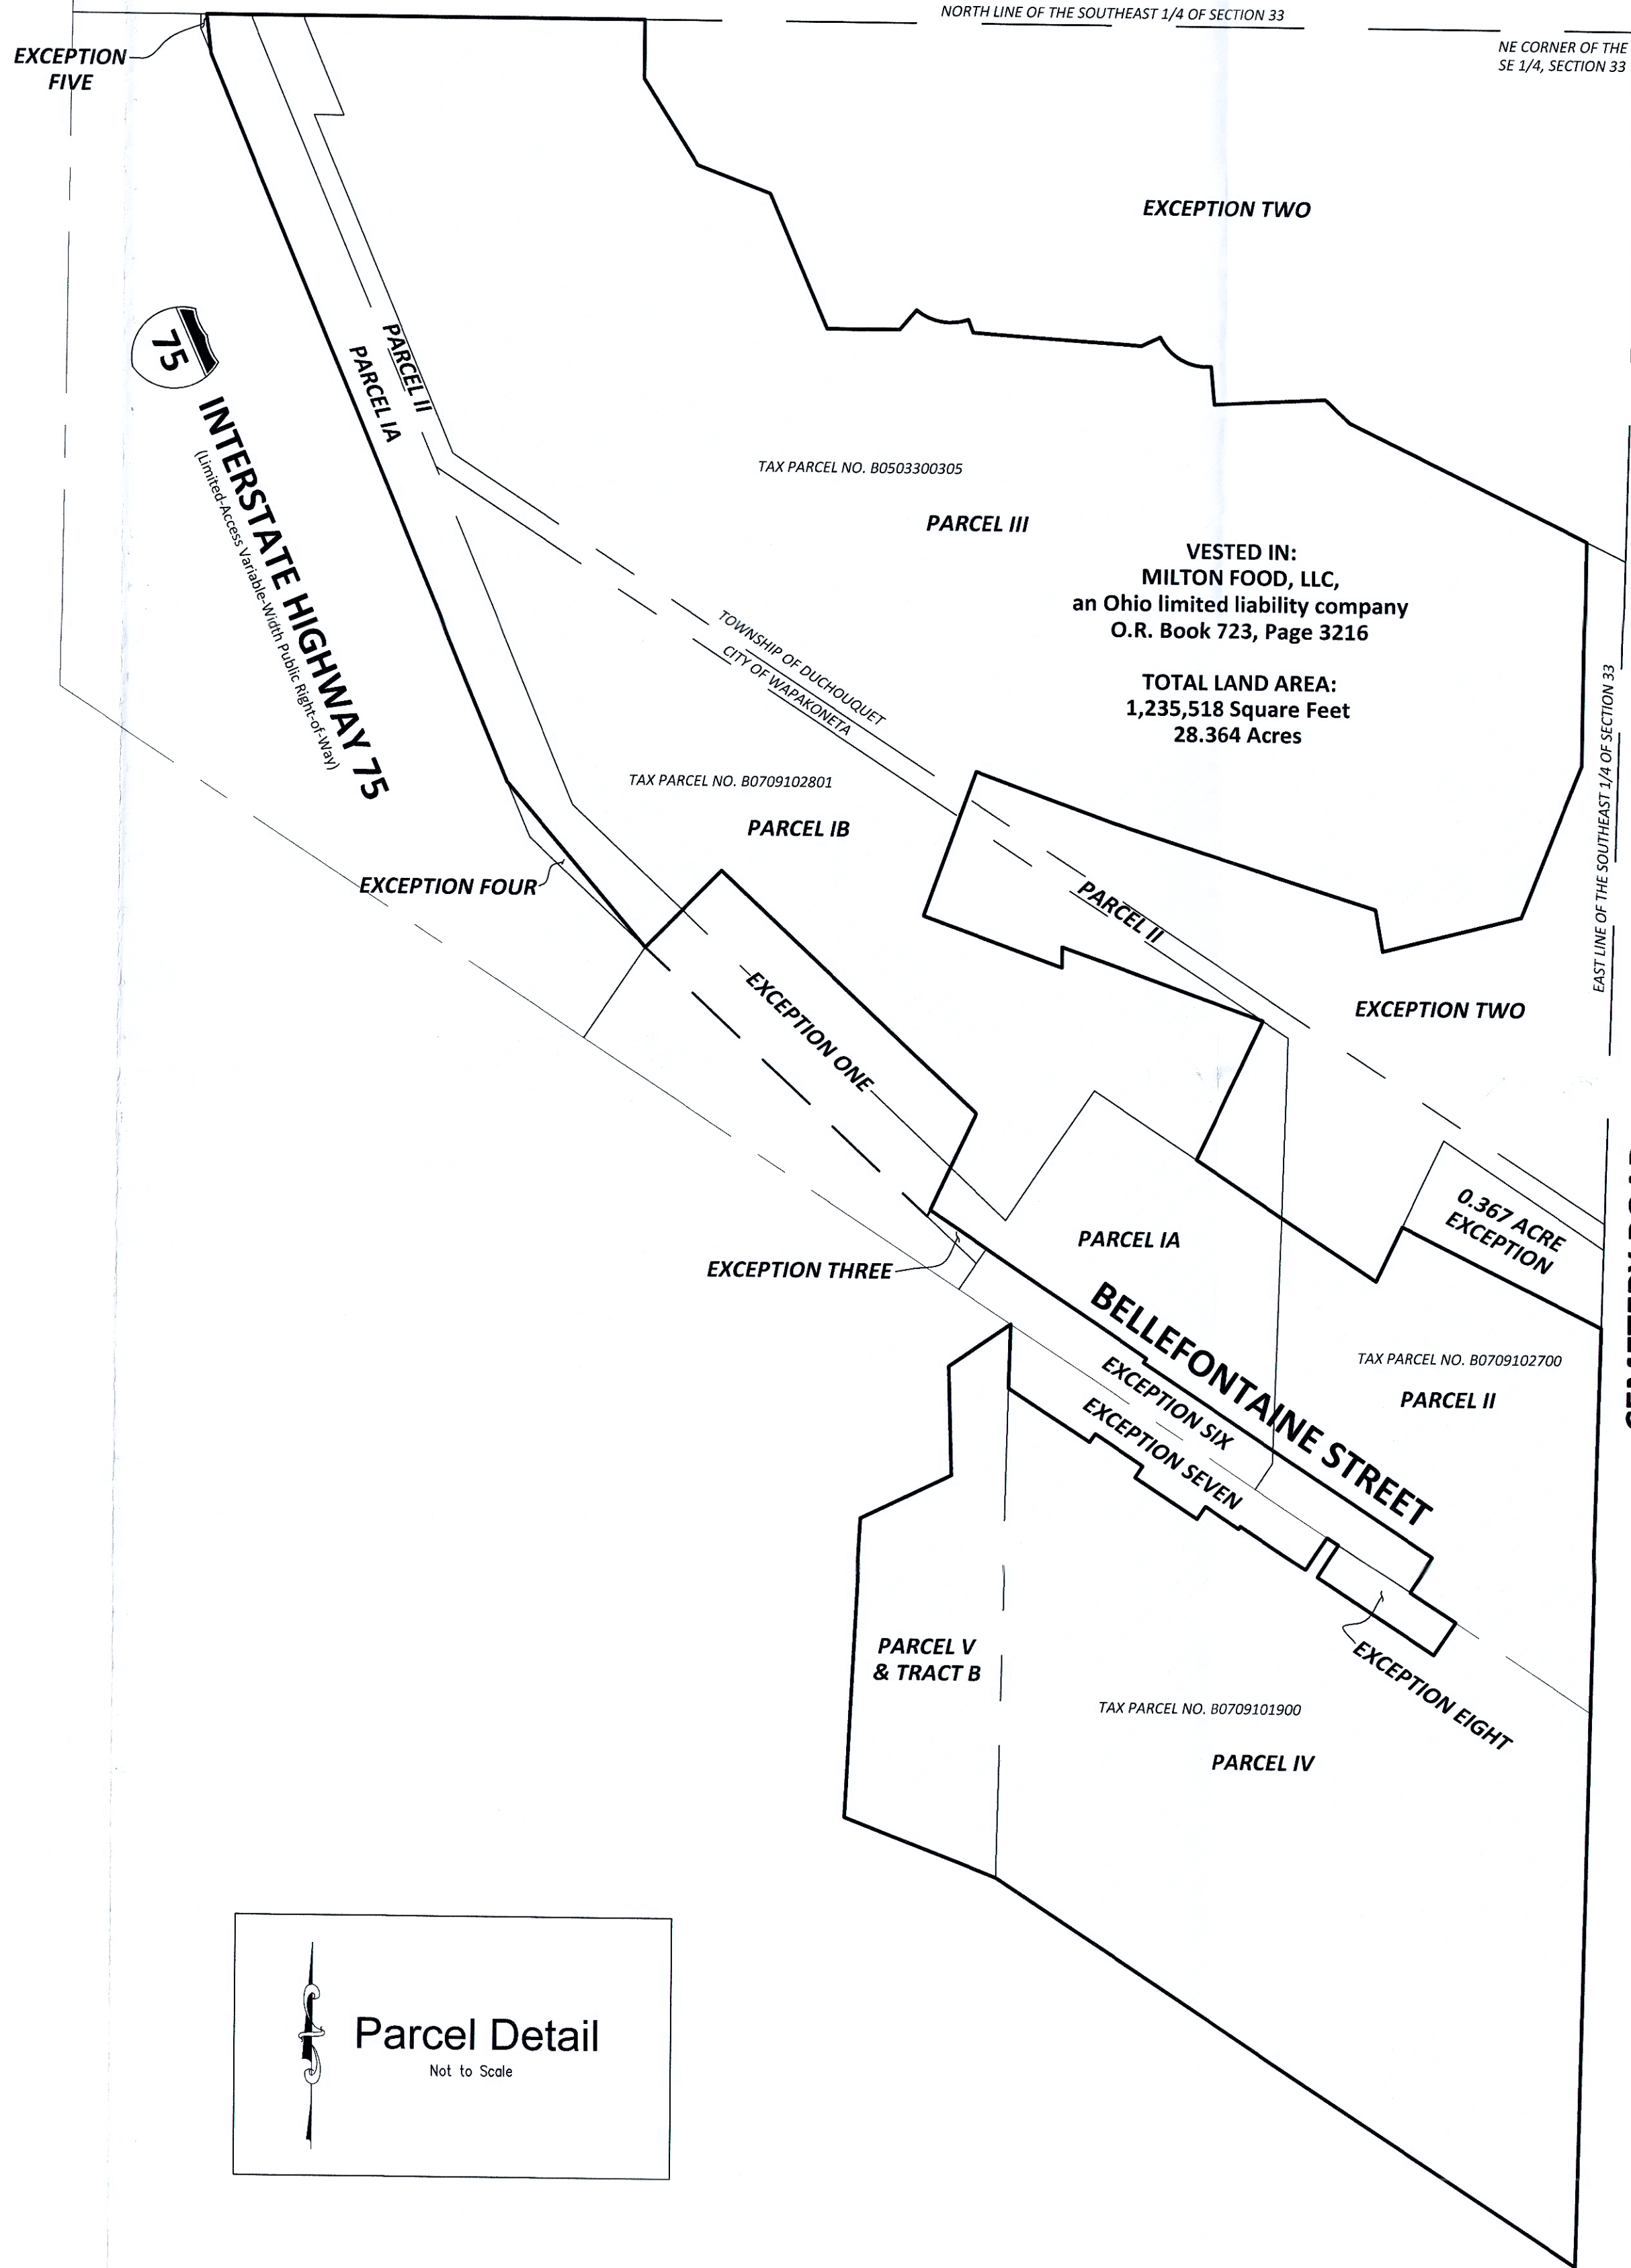 NORTH LINE OF THE SOUTHEAST 1/4 OF SECTION 33
NE CORNER OF THE
SE 1/4, SECTION 33
EXCEPTION
FIVE
EXCEPTION TWO
75
INTERSTATE HIGHWAY 75
(Limited-Access Variable-Width Public Right-of-Way)
PARCEL II
PARCEL IA
TAX PARCEL NO. B0503300305
PARCEL III
VESTED IN:
MILTON FOOD, LLC,
an Ohio limited liability company
O.R. Book 723, Page 3216
TOTAL LAND AREA:
1,235,518 Square Feet
28.364 Acres
TOWNSHIP OF DUCHOUQUET
CITY OF WAPAKONETA
EAST LINE OF THE SOUTHEAST 1/4 OF SECTION 33
TAX PARCEL NO. B0709102801
PARCEL IB
EXCEPTION FOUR
PARCEL II
EXCEPTION ONE
EXCEPTION TWO
0.367 ACRE
EXCEPTION
PARCEL IA
EXCEPTION THREE
BELLEFONTAINE STREET
EXCEPTION SIX
EXCEPTION SEVEN
TAX PARCEL NO. B0709102700
PARCEL II
EXCEPTION EIGHT
PARCEL V
& TRACT B
TAX PARCEL NO. B0709101900
PARCEL IV
Parcel Detail
Not to Scale